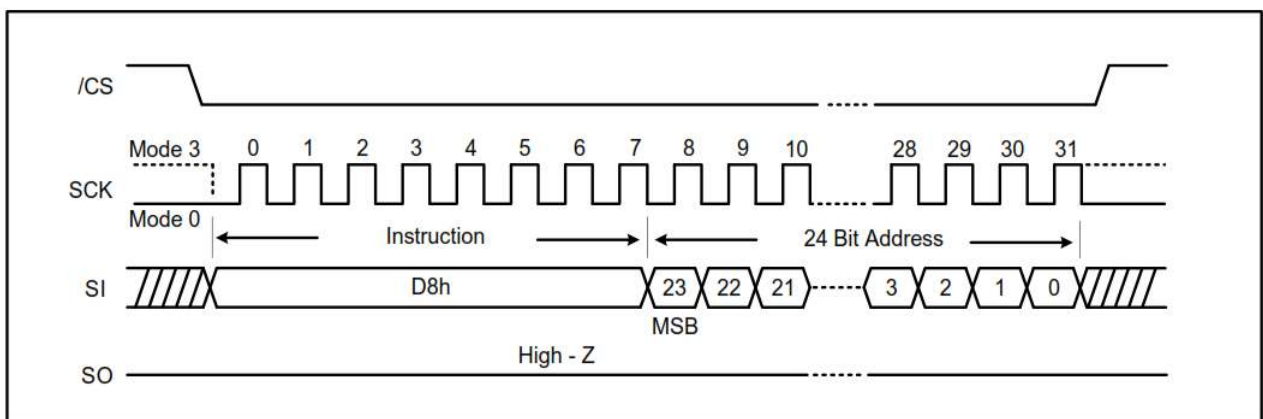 /CS
Mode 3 0 1 2 3 4 5 6 7 8 9 10 28 29 30 31
SCK
Mode 0
Instruction 24 Bit Address
SI D8h 23 22 21 3 2 1 0
MSB
High - Z
SO